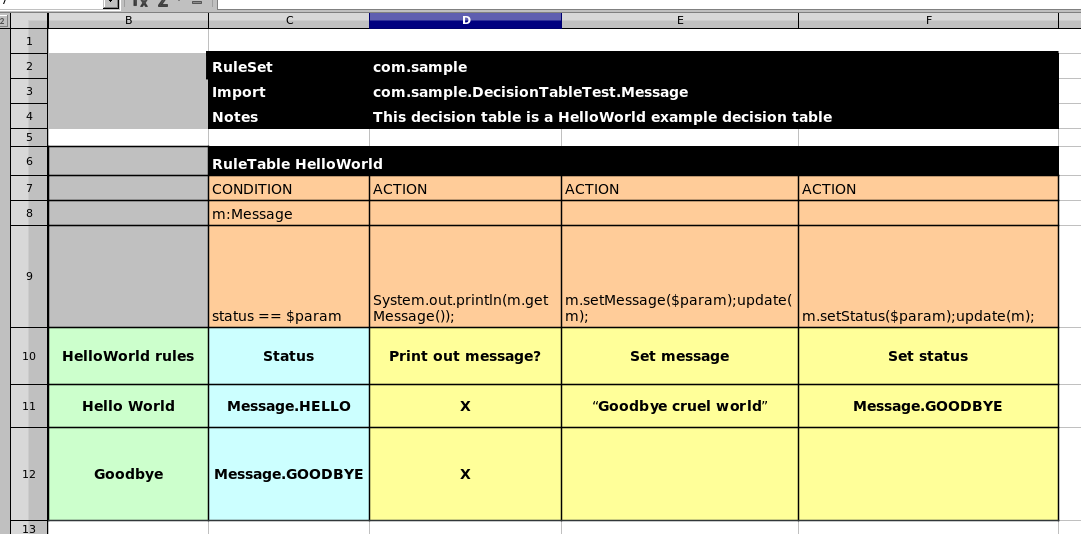 B C D E F
1
2 RuleSet com.sample
3 Import com.sample.DecisionTableTest.Message
4 Notes This decision table is a HelloWorld example decision table
5
6 RuleTable HelloWorld
7 CONDITION ACTION ACTION ACTION
8 m:Message
9 status == $param
System.out.println(m.get
Message());
m.setMessage($param);update(
m);
m.setStatus($param);update(m);
10 HelloWorld rules Status Print out message? Set message Set status
11 Hello World Message.HELLO X “Goodbye cruel world” Message.GOODBYE
12 Goodbye Message.GOODBYE X
13